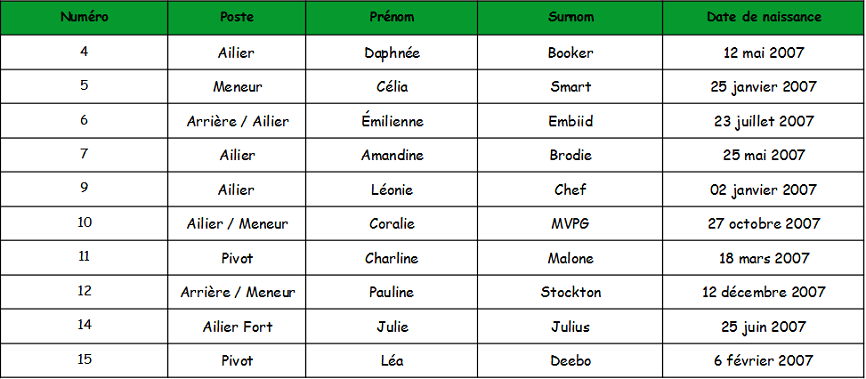 Numéro Poste Prénom Surnom Date de naissance
4 Ailier Daphnée Booker 12 mai 2007
5 Meneur Célia Smart 25 janvier 2007
6 Arrière / Ailier Émilienne Embiid 23 juillet 2007
7 Ailier Amandine Brodie 25 mai 2007
9 Ailier Léonie Chef 02 janvier 2007
10 Ailier / Meneur Coralie MVPG 27 octobre 2007
11 Pivot Charline Malone 18 mars 2007
12 Arrière / Meneur Pauline Stockton 12 décembre 2007
14 Ailier Fort Julie Julius 25 juin 2007
15 Pivot Léa Deebo 6 février 2007